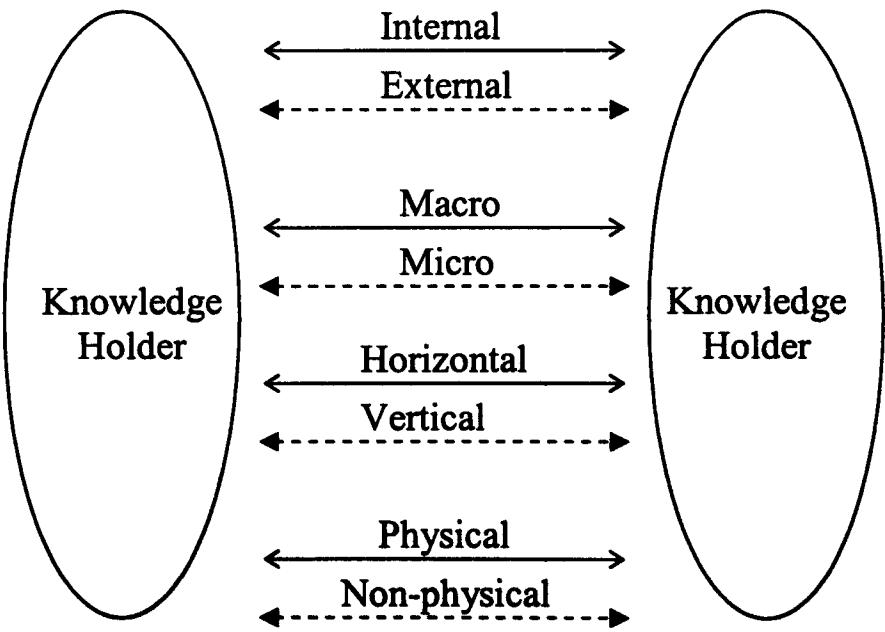 Internal
External
Macro
Micro
Knowledge
Holder
Knowledge
Holder
Horizontal
Vertical
Physical
Non-physical